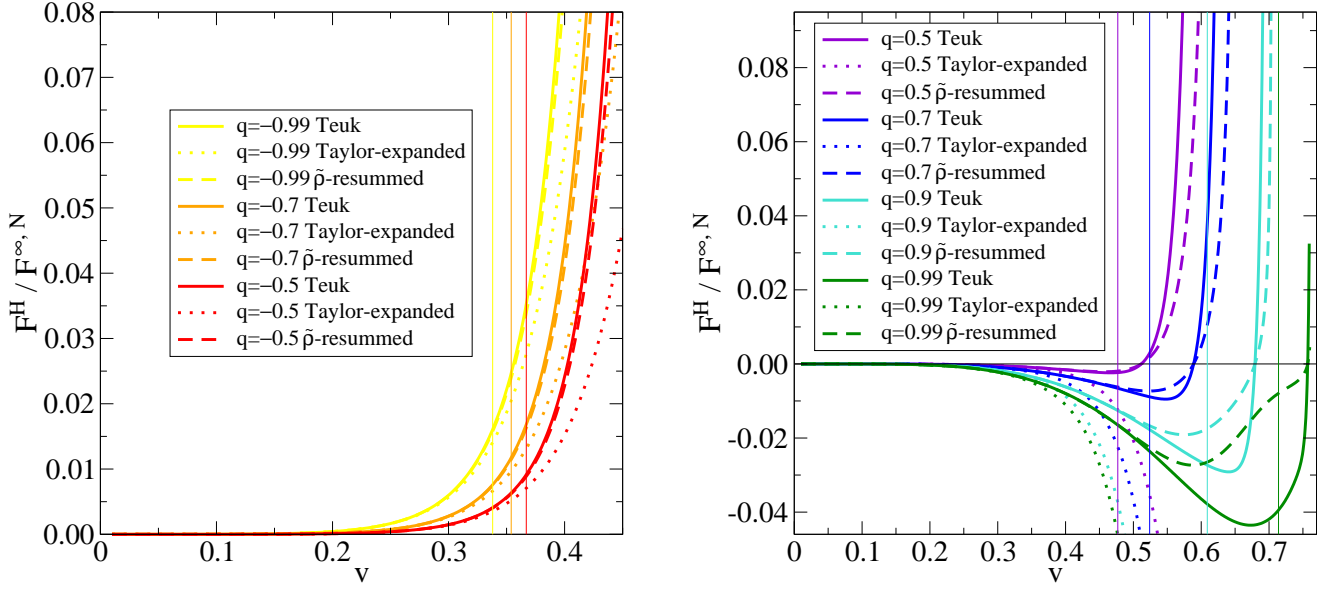 0.08
0.07
0.06
0.05
0.04
0.03
0.02
0.01
0.00
F^H / F^∞, N
q=−0.99 Teuk
q=−0.99 Taylor-expanded
q=−0.99 ρ̃-resummed
q=−0.7 Teuk
q=−0.7 Taylor-expanded
q=−0.7 ρ̃-resummed
q=−0.5 Teuk
q=−0.5 Taylor-expanded
q=−0.5 ρ̃-resummed
0 0.1 0.2 0.3 0.4
v
0.08
0.06
0.04
0.02
0.00
-0.02
-0.04
F^H / F^∞, N
q=0.5 Teuk
q=0.5 Taylor-expanded
q=0.5 ρ̃-resummed
q=0.7 Teuk
q=0.7 Taylor-expanded
q=0.7 ρ̃-resummed
q=0.9 Teuk
q=0.9 Taylor-expanded
q=0.9 ρ̃-resummed
q=0.99 Teuk
q=0.99 Taylor-expanded
q=0.99 ρ̃-resummed
0 0.1 0.2 0.3 0.4 0.5 0.6 0.7
v